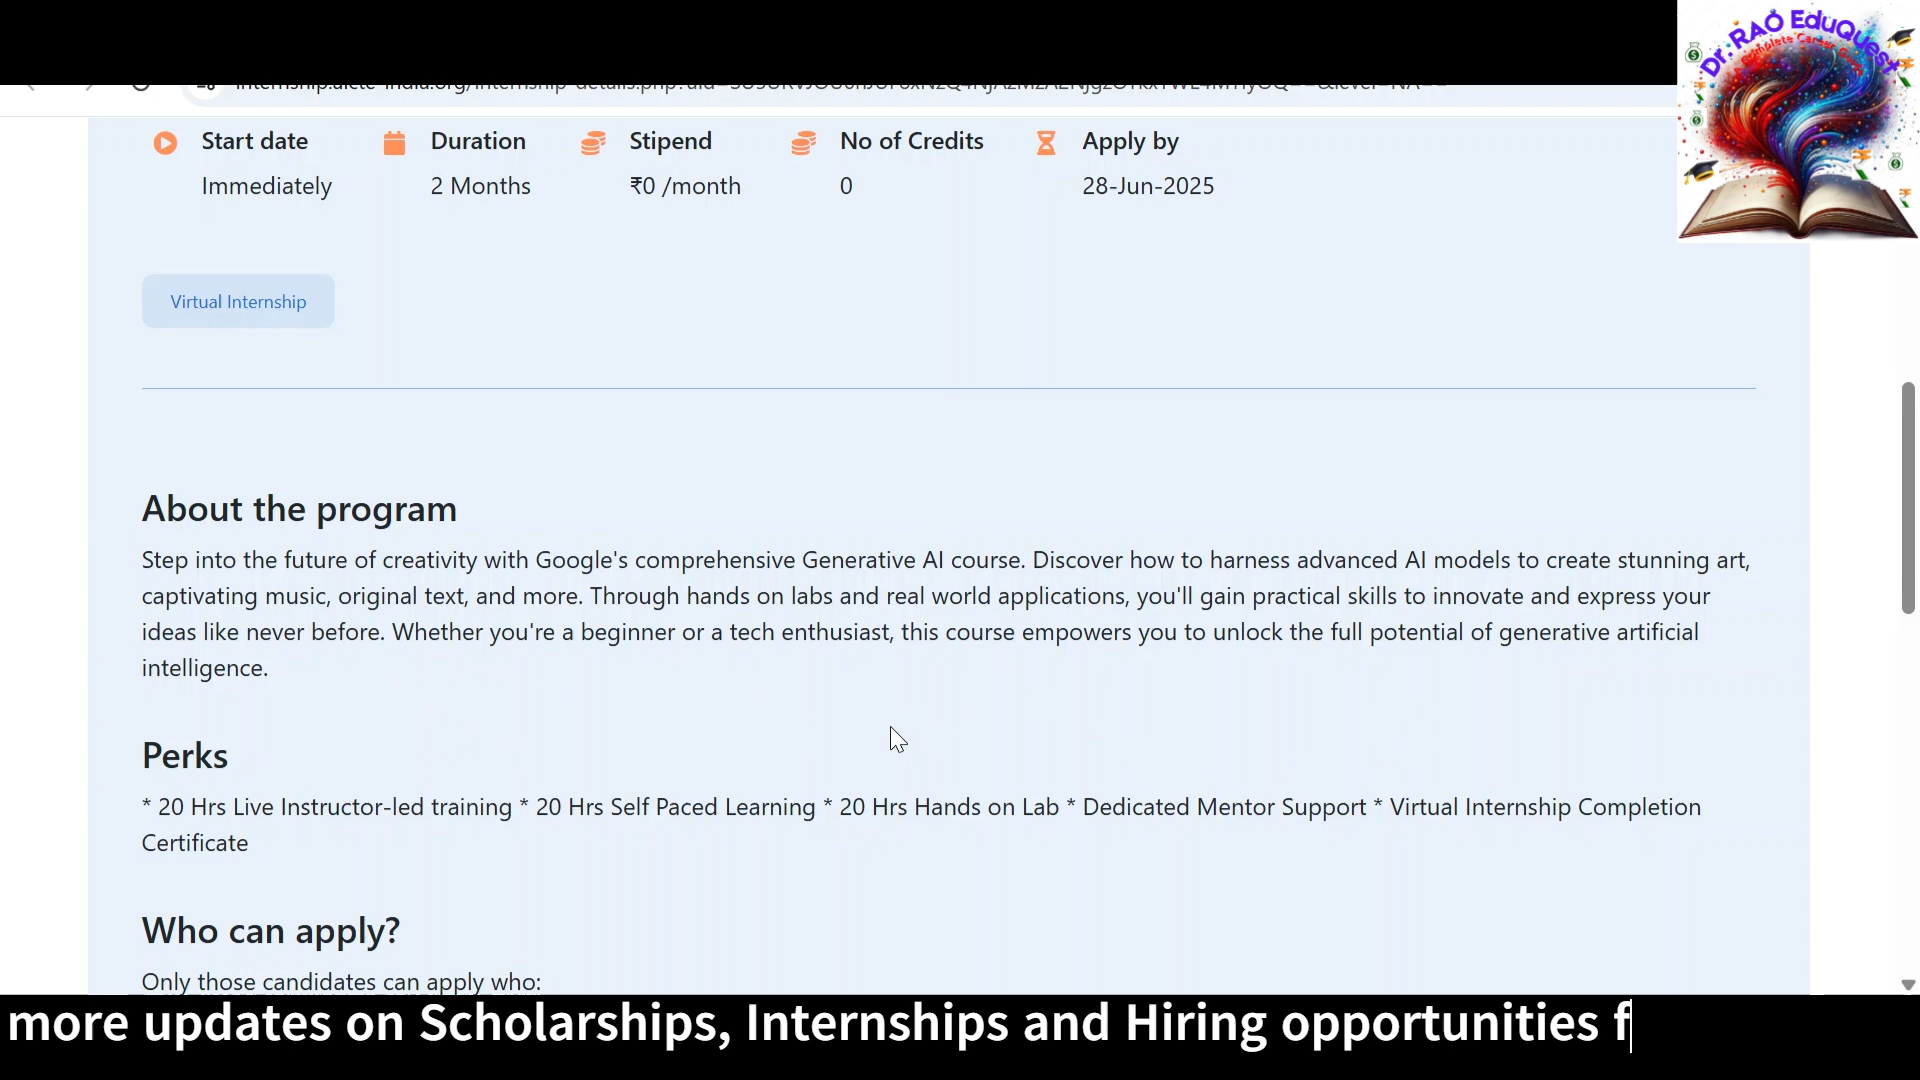 Dr. RAO EduQuest
Start date Duration Stipend No of Credits Apply by
Immediately 2 Months ₹0 /month 0 28-Jun-2025
Virtual Internship
About the program
Step into the future of creativity with Google's comprehensive Generative AI course. Discover how to harness advanced AI models to create stunning art,
captivating music, original text, and more. Through hands on labs and real world applications, you'll gain practical skills to innovate and express your
ideas like never before. Whether you're a beginner or a tech enthusiast, this course empowers you to unlock the full potential of generative artificial
intelligence.
Perks
* 20 Hrs Live Instructor-led training * 20 Hrs Self Paced Learning * 20 Hrs Hands on Lab * Dedicated Mentor Support * Virtual Internship Completion
Certificate
Who can apply?
Only those candidates can apply who:
more updates on Scholarships, Internships and Hiring opportunities f